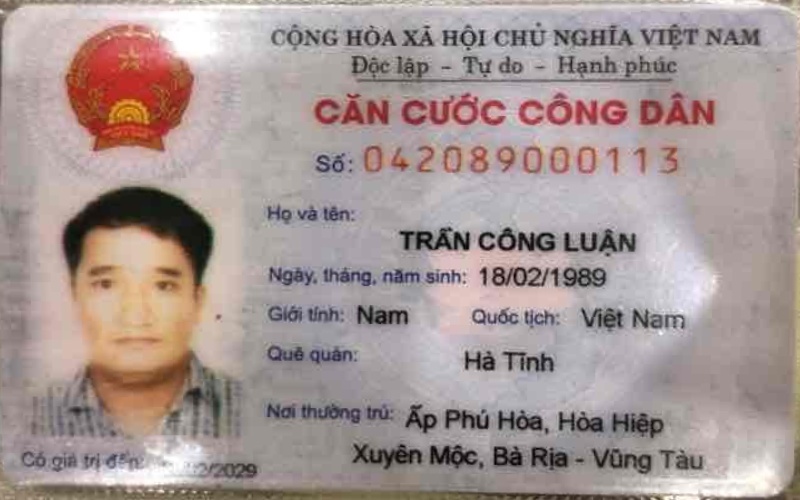 CỘNG HÒA XÃ HỘI CHỦ NGHĨA VIỆT NAM
Độc lập - Tự do - Hạnh phúc
CĂN CƯỚC CÔNG DÂN
Số: 042089000113
Họ và tên:
TRẦN CÔNG LUẬN
Ngày, tháng, năm sinh: 18/02/1989
Giới tính: Nam Quốc tịch: Việt Nam
Quê quán: Hà Tĩnh
Nơi thường trú: Ấp Phú Hòa, Hòa Hiệp
Xuyên Mộc, Bà Rịa - Vũng Tàu
Có giá trị đến: /2029